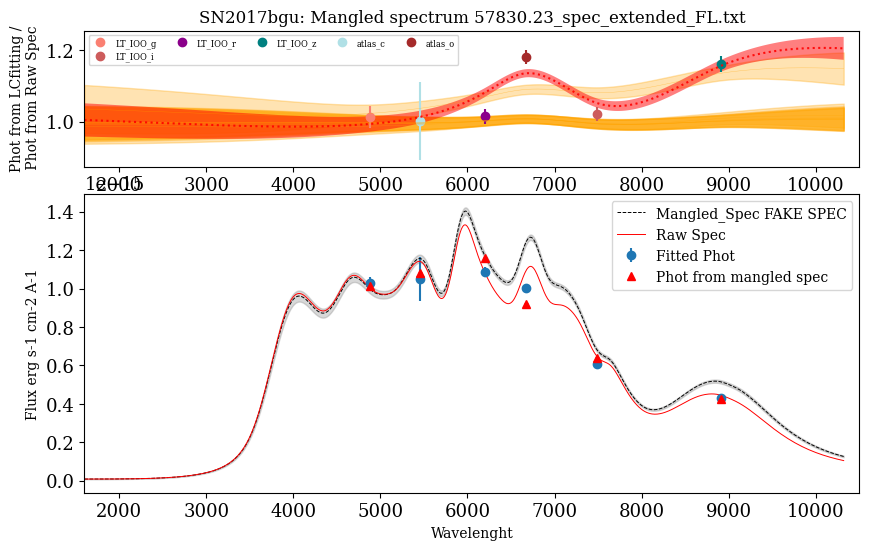 SN2017bgu: Mangled spectrum 57830.23_spec_extended_FL.txt
Phot from LCfitting /
Phot from Raw Spec
LT_IOO_g
LT_IOO_r
LT_IOO_z
atlas_c
atlas_o
LT_IOO_i
1.2
1.0
2000 3000 4000 5000 6000 7000 8000 9000 10000
1e−15
Mangled_Spec FAKE SPEC
Raw Spec
Fitted Phot
Phot from mangled spec
Flux erg s-1 cm-2 A-1
1.4
1.2
1.0
0.8
0.6
0.4
0.2
0.0
2000 3000 4000 5000 6000 7000 8000 9000 10000
Wavelenght